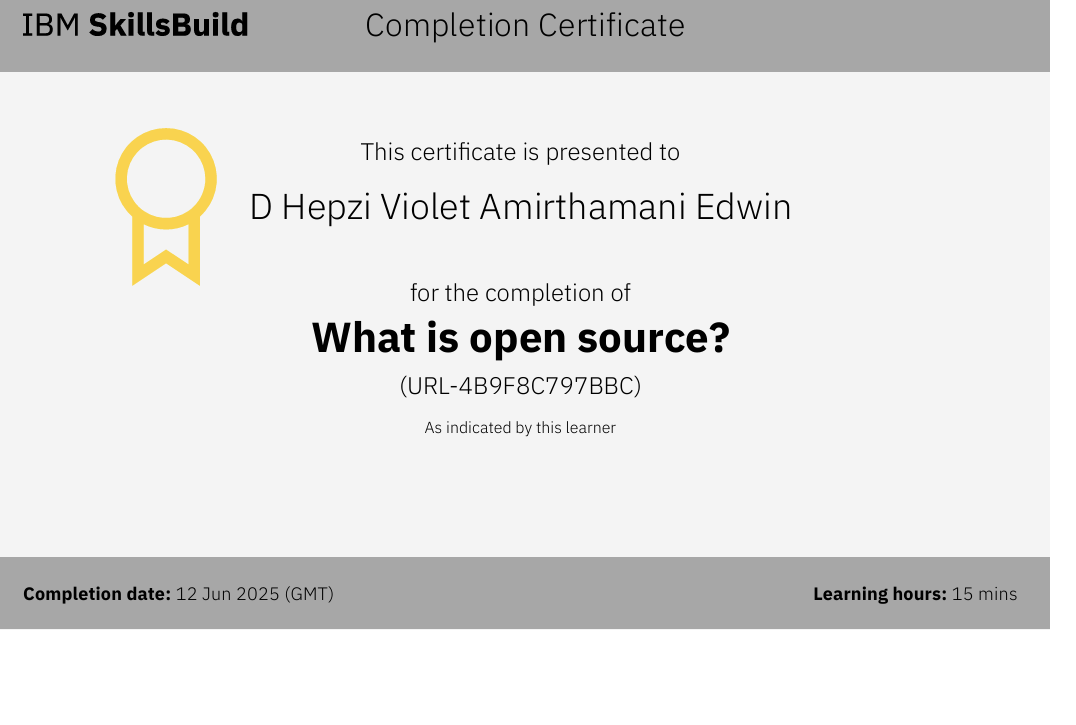 IBM SkillsBuild
Completion Certificate
This certificate is presented to
D Hepzi Violet Amirthamani Edwin
for the completion of
What is open source?
(URL-4B9F8C797BBC)
As indicated by this learner
Completion date: 12 Jun 2025 (GMT)
Learning hours: 15 mins